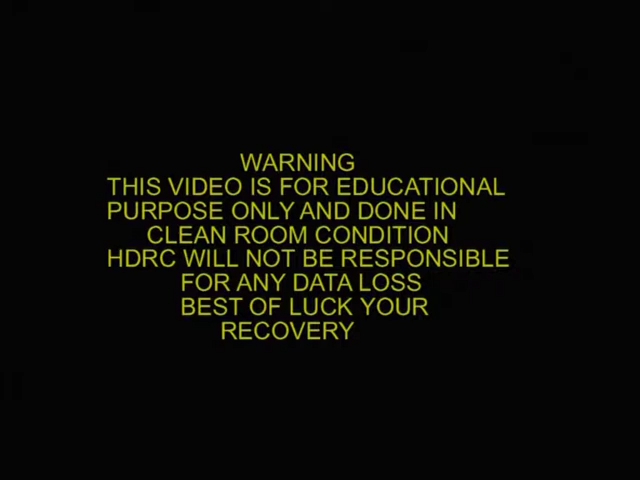 WARNING
THIS VIDEO IS FOR EDUCATIONAL
PURPOSE ONLY AND DONE IN
CLEAN ROOM CONDITION
HDRC WILL NOT BE RESPONSIBLE
FOR ANY DATA LOSS
BEST OF LUCK YOUR
RECOVERY